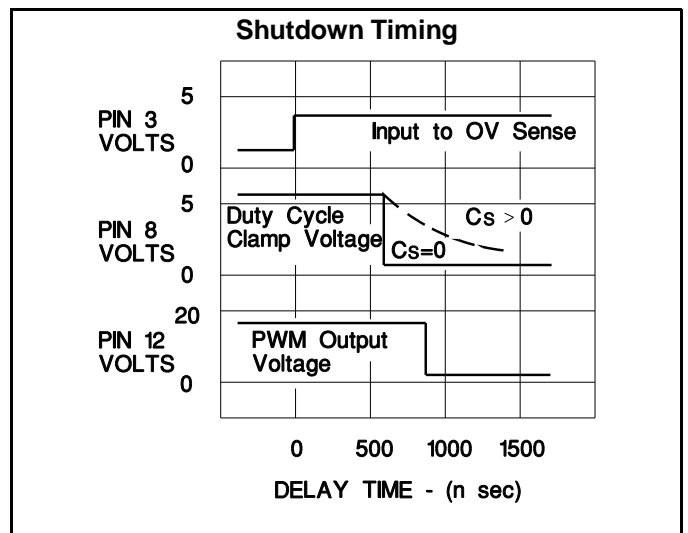 Shutdown Timing
PIN 3
VOLTS
5
0
Input to OV Sense
PIN 8
VOLTS
5
0
Duty Cycle
Clamp Voltage
Cs > 0
Cs=0
PIN 12
VOLTS
20
0
PWM Output
Voltage
0 500 1000 1500
DELAY TIME - (n sec)